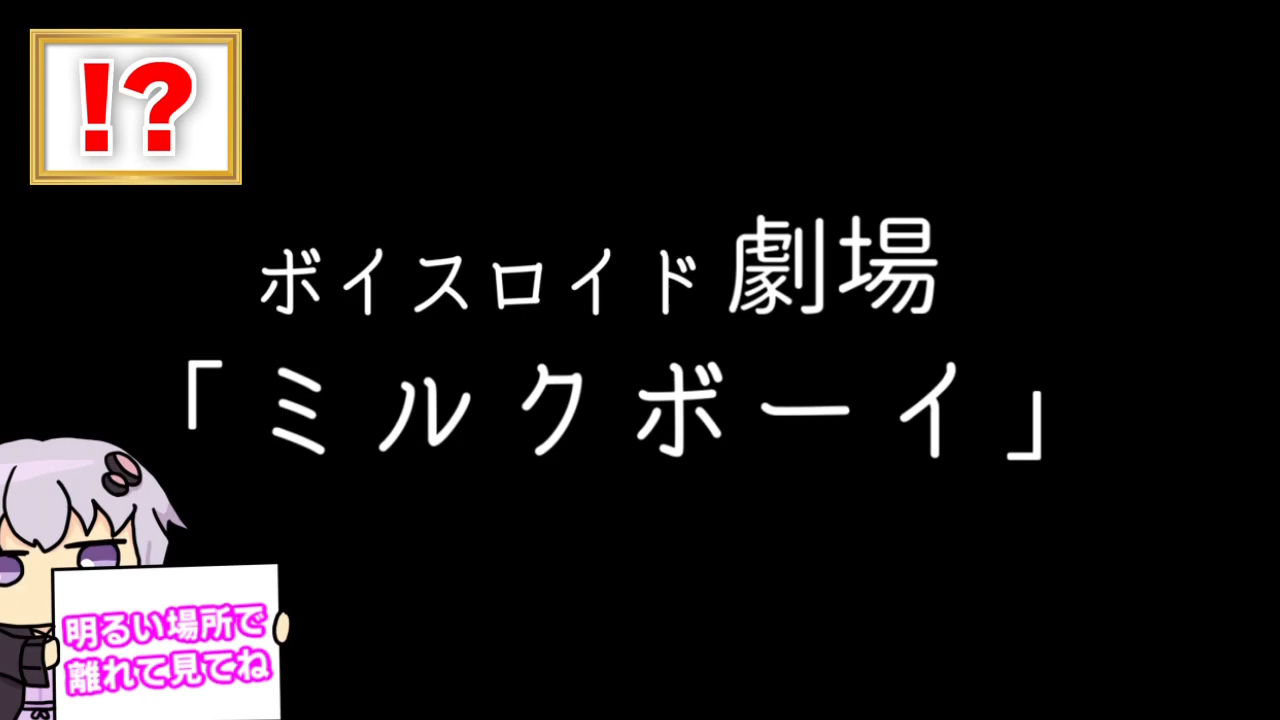 !?
ボイスロイド劇場
「ミルクボーイ」
明るい場所で
離れて見てね